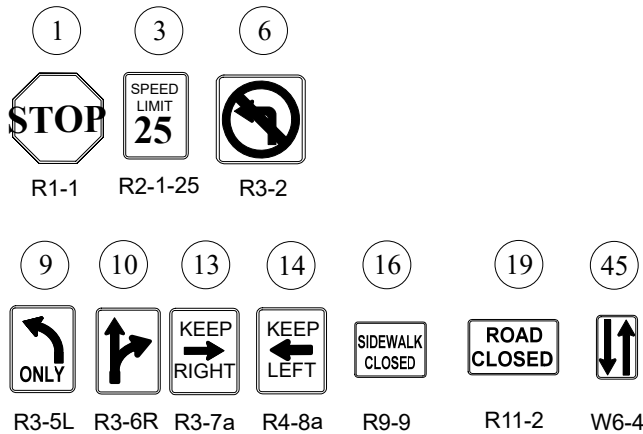 1 3 6
STOP
SPEED
LIMIT
25
R1-1 R2-1-25 R3-2
9 10 13 14 16 19 45
ONLY
KEEP
RIGHT
KEEP
LEFT
SIDEWALK
CLOSED
ROAD
CLOSED
R3-5L R3-6R R3-7a R4-8a R9-9 R11-2 W6-4